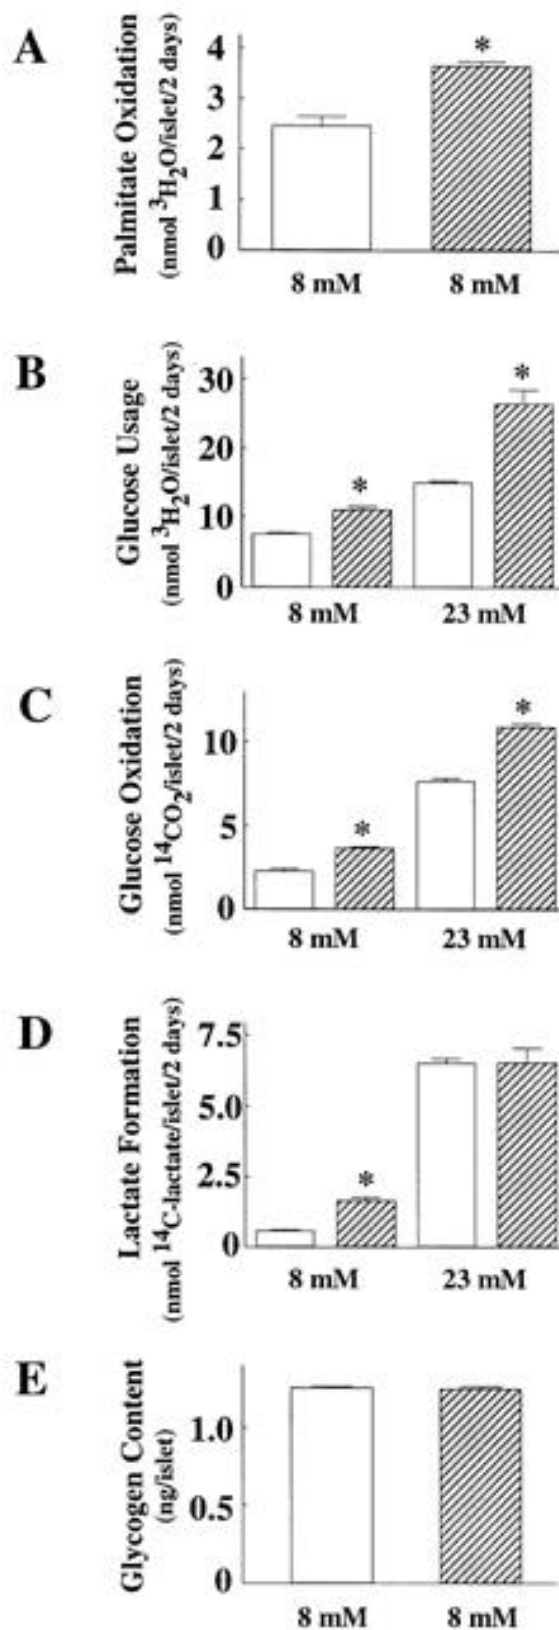 A
Palmitate Oxidation
(nmol ³H₂O/islet/2 days)
4
3
2
1
0
*
8 mM 8 mM
B
Glucose Usage
(nmol ³H₂O/islet/2 days)
30
20
10
0
*
*
8 mM 23 mM
C
Glucose Oxidation
(nmol ¹⁴CO₂/islet/2 days)
10
5
0
*
*
8 mM 23 mM
D
Lactate Formation
(nmol ¹⁴C-lactate/islet/2 days)
7.5
5.0
2.5
0
*
8 mM 23 mM
E
Glycogen Content
(ng/islet)
1.0
0.5
0
8 mM 8 mM